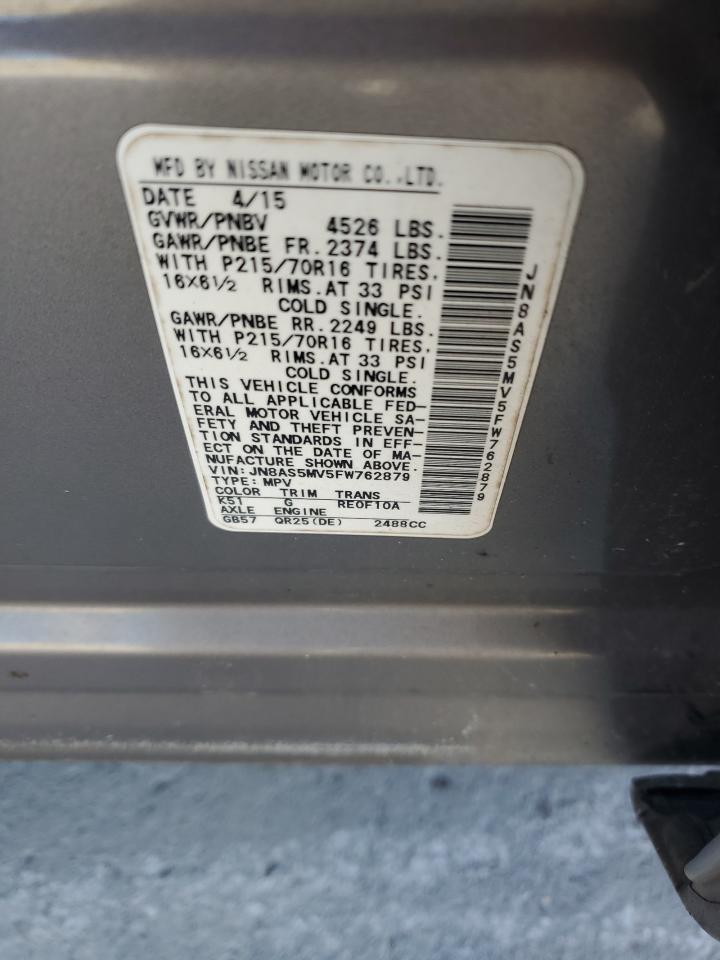 MFD BY NISSAN MOTOR CO.,LTD.
DATE 4/15
GVWR/PNBV 4526 LBS.
GAWR/PNBE FR. 2374 LBS.
WITH P215/70R16 TIRES,
16X6½ RIMS.AT 33 PSI
COLD SINGLE.
GAWR/PNBE RR. 2249 LBS.
WITH P215/70R16 TIRES,
16X6½ RIMS.AT 33 PSI
COLD SINGLE.
THIS VEHICLE CONFORMS
TO ALL APPLICABLE FED-
ERAL MOTOR VEHICLE SA-
FETY AND THEFT PREVEN-
TION STANDARDS IN EFF-
ECT ON THE DATE OF MA-
NUFACTURE SHOWN ABOVE.
VIN: JN8AS5MV5FW762879
TYPE: MPV
COLOR TRIM TRANS
K51 G RE0F10A
AXLE ENGINE
GB57 QR25(DE) 2488CC
JN8AS5MV5FW762879